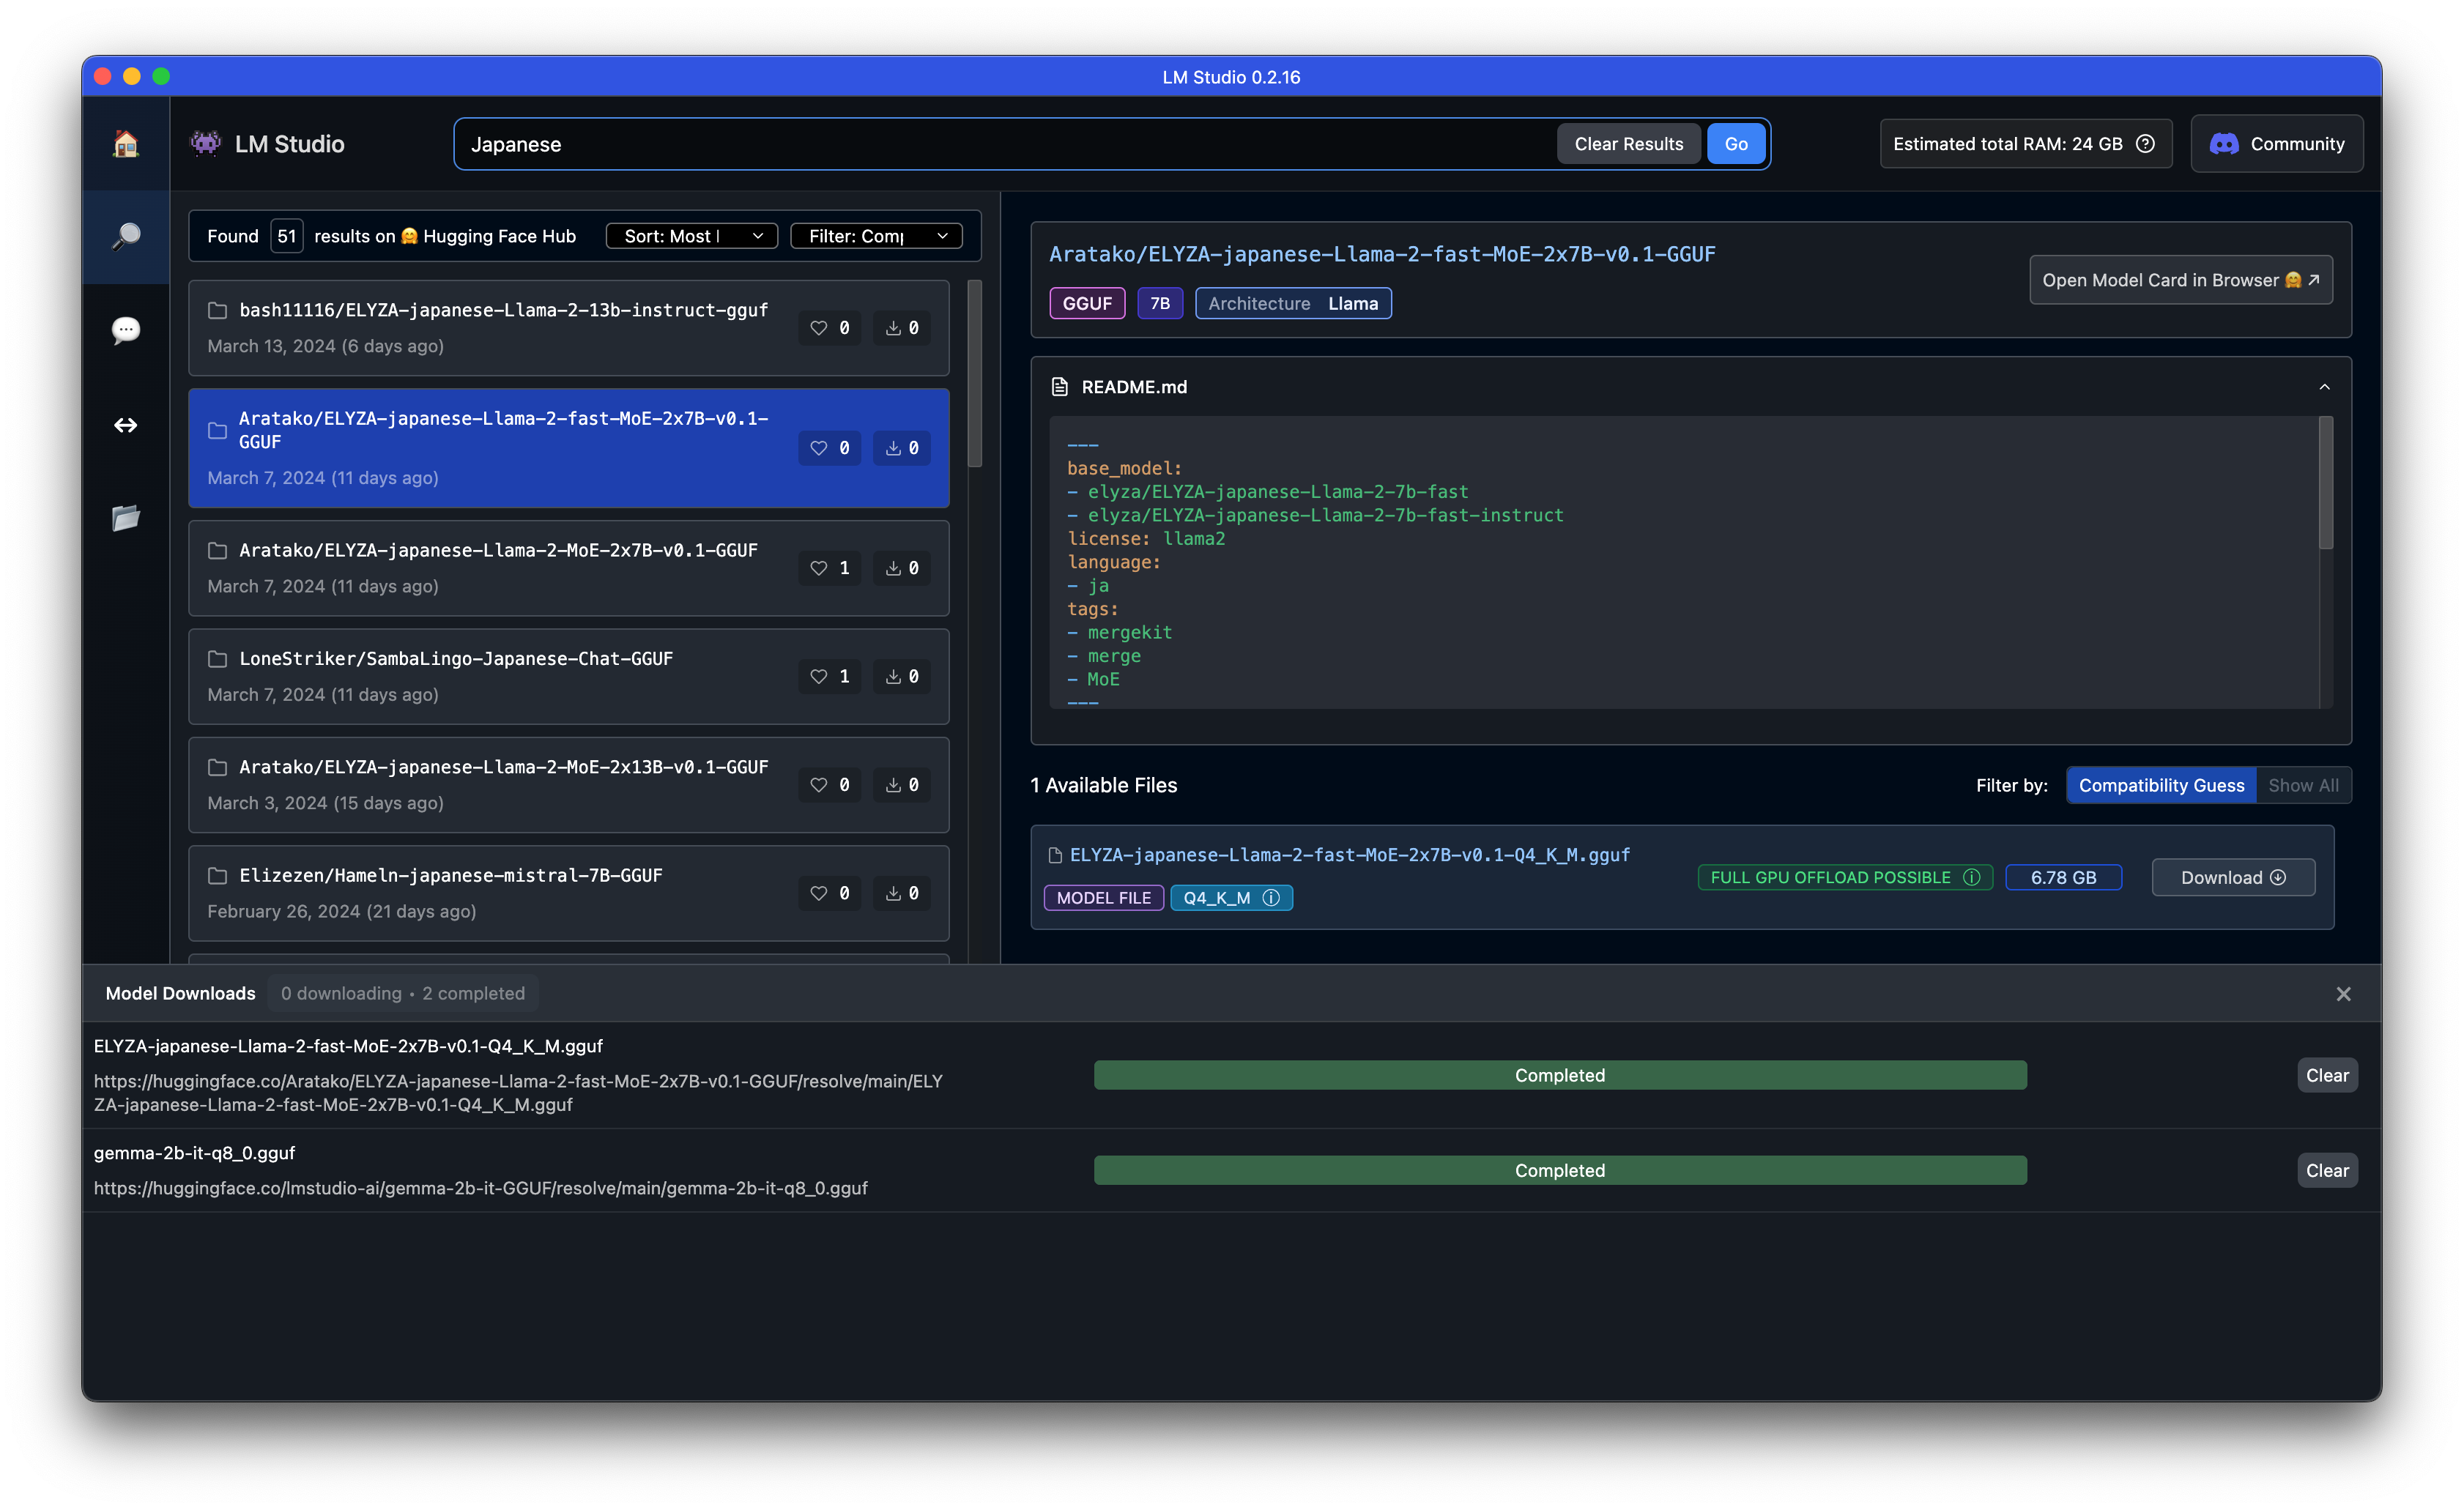 LM Studio 0.2.16
LM Studio
Japanese
Clear Results
Go
Estimated total RAM: 24 GB
Community
Found 51 results on 🤗 Hugging Face Hub
Sort: Most
Filter: Comp
bash11116/ELYZA-japanese-Llama-2-13b-instruct-gguf
0 0
March 13, 2024 (6 days ago)
Aratako/ELYZA-japanese-Llama-2-fast-MoE-2x7B-v0.1-
GGUF
0 0
March 7, 2024 (11 days ago)
Aratako/ELYZA-japanese-Llama-2-MoE-2x7B-v0.1-GGUF
1 0
March 7, 2024 (11 days ago)
LoneStriker/SambaLingo-Japanese-Chat-GGUF
1 0
March 7, 2024 (11 days ago)
Aratako/ELYZA-japanese-Llama-2-MoE-2x13B-v0.1-GGUF
0 0
March 3, 2024 (15 days ago)
Elizezen/Hameln-japanese-mistral-7B-GGUF
0 0
February 26, 2024 (21 days ago)
Aratako/ELYZA-japanese-Llama-2-fast-MoE-2x7B-v0.1-GGUF
GGUF 7B Architecture Llama
Open Model Card in Browser 🤗 ↗
README.md
---
base_model:
- elyza/ELYZA-japanese-Llama-2-7b-fast
- elyza/ELYZA-japanese-Llama-2-7b-fast-instruct
license: llama2
language:
- ja
tags:
- mergekit
- merge
- MoE
---
1 Available Files
Filter by: Compatibility Guess Show All
ELYZA-japanese-Llama-2-fast-MoE-2x7B-v0.1-Q4_K_M.gguf
MODEL FILE Q4_K_M
FULL GPU OFFLOAD POSSIBLE
6.78 GB
Download
Model Downloads 0 downloading • 2 completed
ELYZA-japanese-Llama-2-fast-MoE-2x7B-v0.1-Q4_K_M.gguf
https://huggingface.co/Aratako/ELYZA-japanese-Llama-2-fast-MoE-2x7B-v0.1-GGUF/resolve/main/ELY
ZA-japanese-Llama-2-fast-MoE-2x7B-v0.1-Q4_K_M.gguf
Completed
Clear
gemma-2b-it-q8_0.gguf
https://huggingface.co/lmstudio-ai/gemma-2b-it-GGUF/resolve/main/gemma-2b-it-q8_0.gguf
Completed
Clear